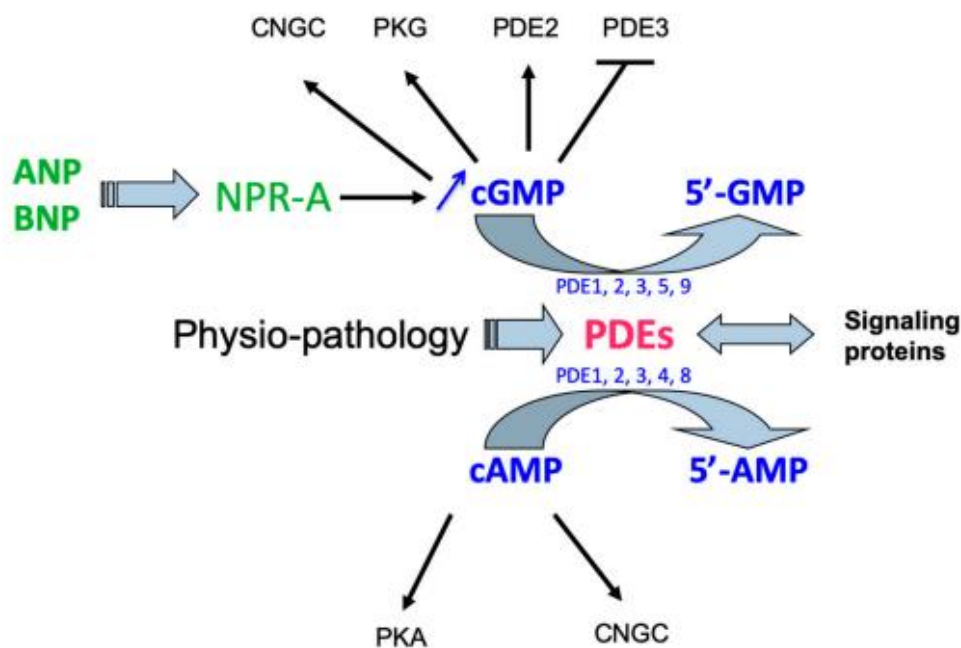 CNGC PKG PDE2 PDE3
ANP
BNP
NPR-A
cGMP
5’-GMP
PDE1, 2, 3, 5, 9
Physio-pathology
PDEs
Signaling
proteins
PDE1, 2, 3, 4, 8
cAMP
5’-AMP
PKA
CNGC